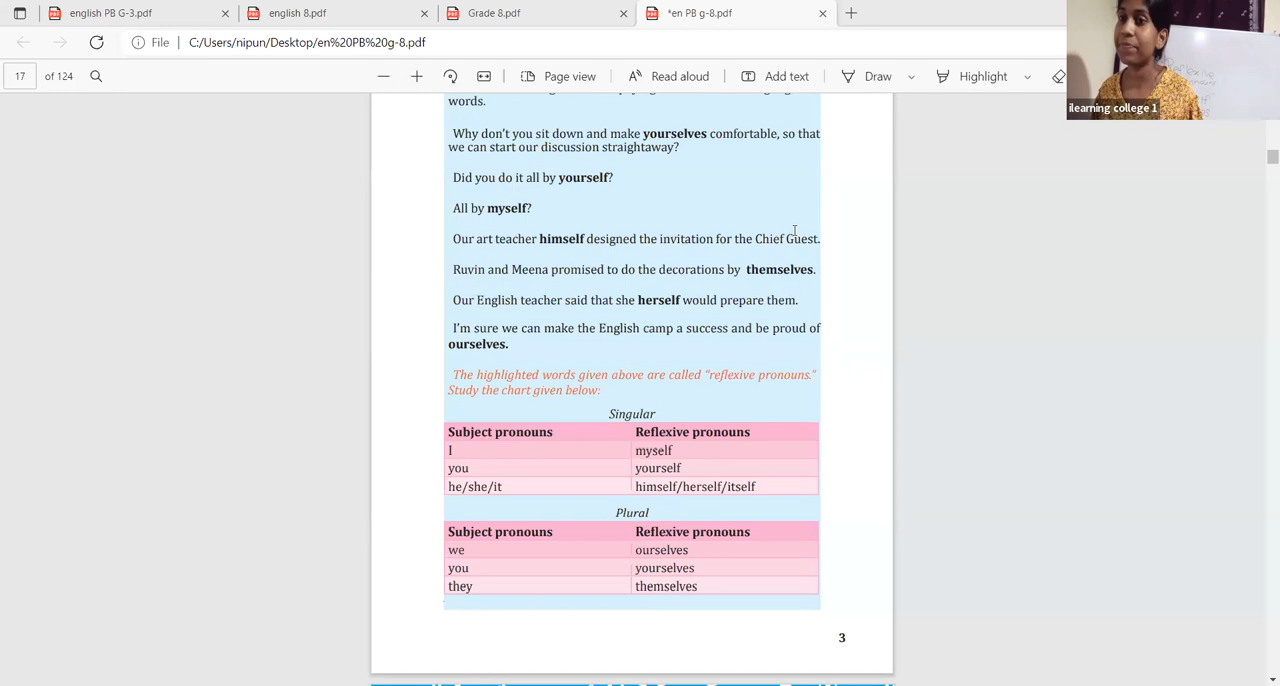 english PB G-3.pdf
english 8.pdf
Grade 8.pdf
*en PB g-8.pdf
File
C:/Users/nipun/Desktop/en%20PB%20g-8.pdf
17 of 124
Page view
Read aloud
Add text
Draw
Highlight
ilearning college 1
words.
Why don't you sit down and make yourselves comfortable, so that
we can start our discussion straightaway?
Did you do it all by yourself?
All by myself?
Our art teacher himself designed the invitation for the Chief Guest.
Ruvin and Meena promised to do the decorations by themselves.
Our English teacher said that she herself would prepare them.
I'm sure we can make the English camp a success and be proud of
ourselves.
The highlighted words given above are called "reflexive pronouns."
Study the chart given below:
Singular
Subject pronouns Reflexive pronouns
I myself
you yourself
he/she/it himself/herself/itself
Plural
Subject pronouns Reflexive pronouns
we ourselves
you yourselves
they themselves
3